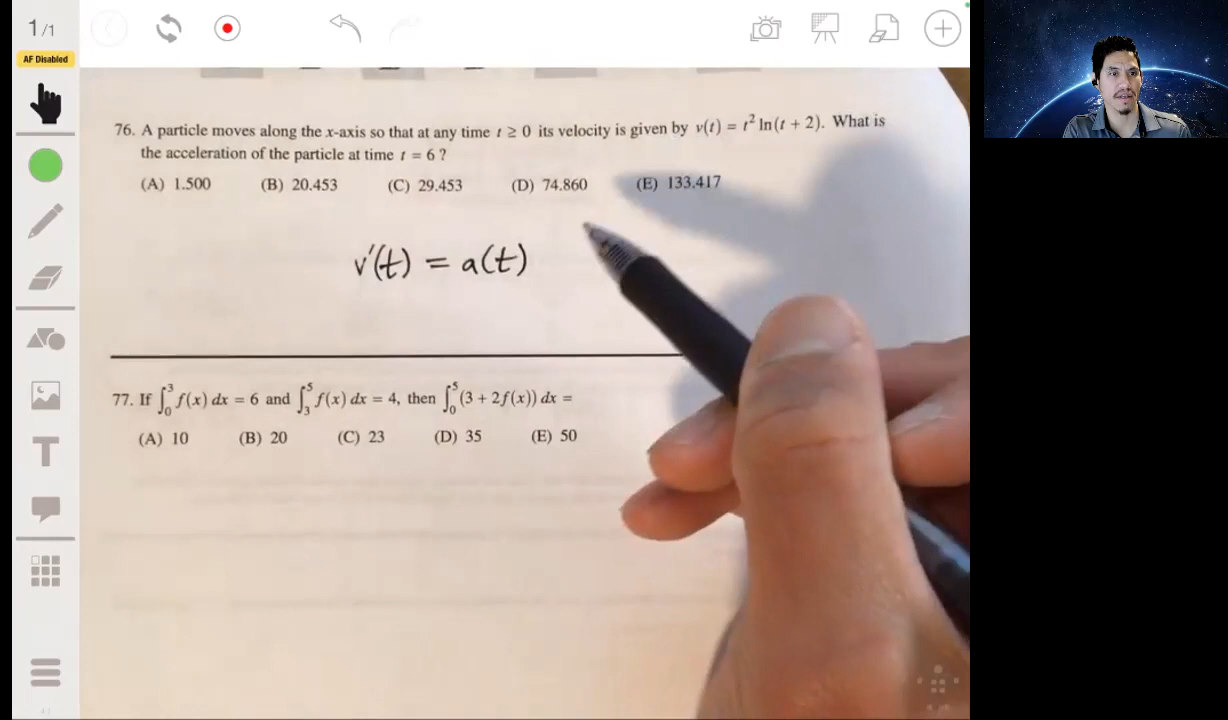 1/1
AF Disabled
76. A particle moves along the x-axis so that at any time t ≥ 0 its velocity is given by v(t) = t² ln(t + 2). What is
the acceleration of the particle at time t = 6 ?
(A) 1.500 (B) 20.453 (C) 29.453 (D) 74.860 (E) 133.417
v'(t) = a(t)
77. If ∫₀³ f(x) dx = 6 and ∫₃⁵ f(x) dx = 4, then ∫₀⁵ (3 + 2f(x)) dx =
(A) 10 (B) 20 (C) 23 (D) 35 (E) 50
T